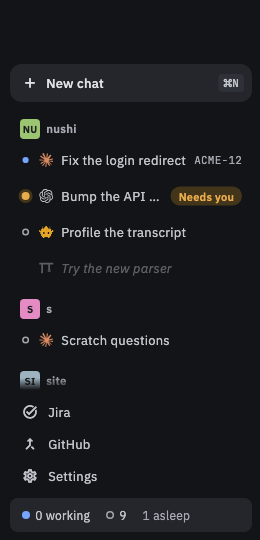 New chat ⌘N
NU nushi
Fix the login redirect ACME-12
Bump the API ... Needs you
Profile the transcript
Try the new parser
S s
Scratch questions
SI site
Jira
GitHub
Settings
0 working 9 1 asleep